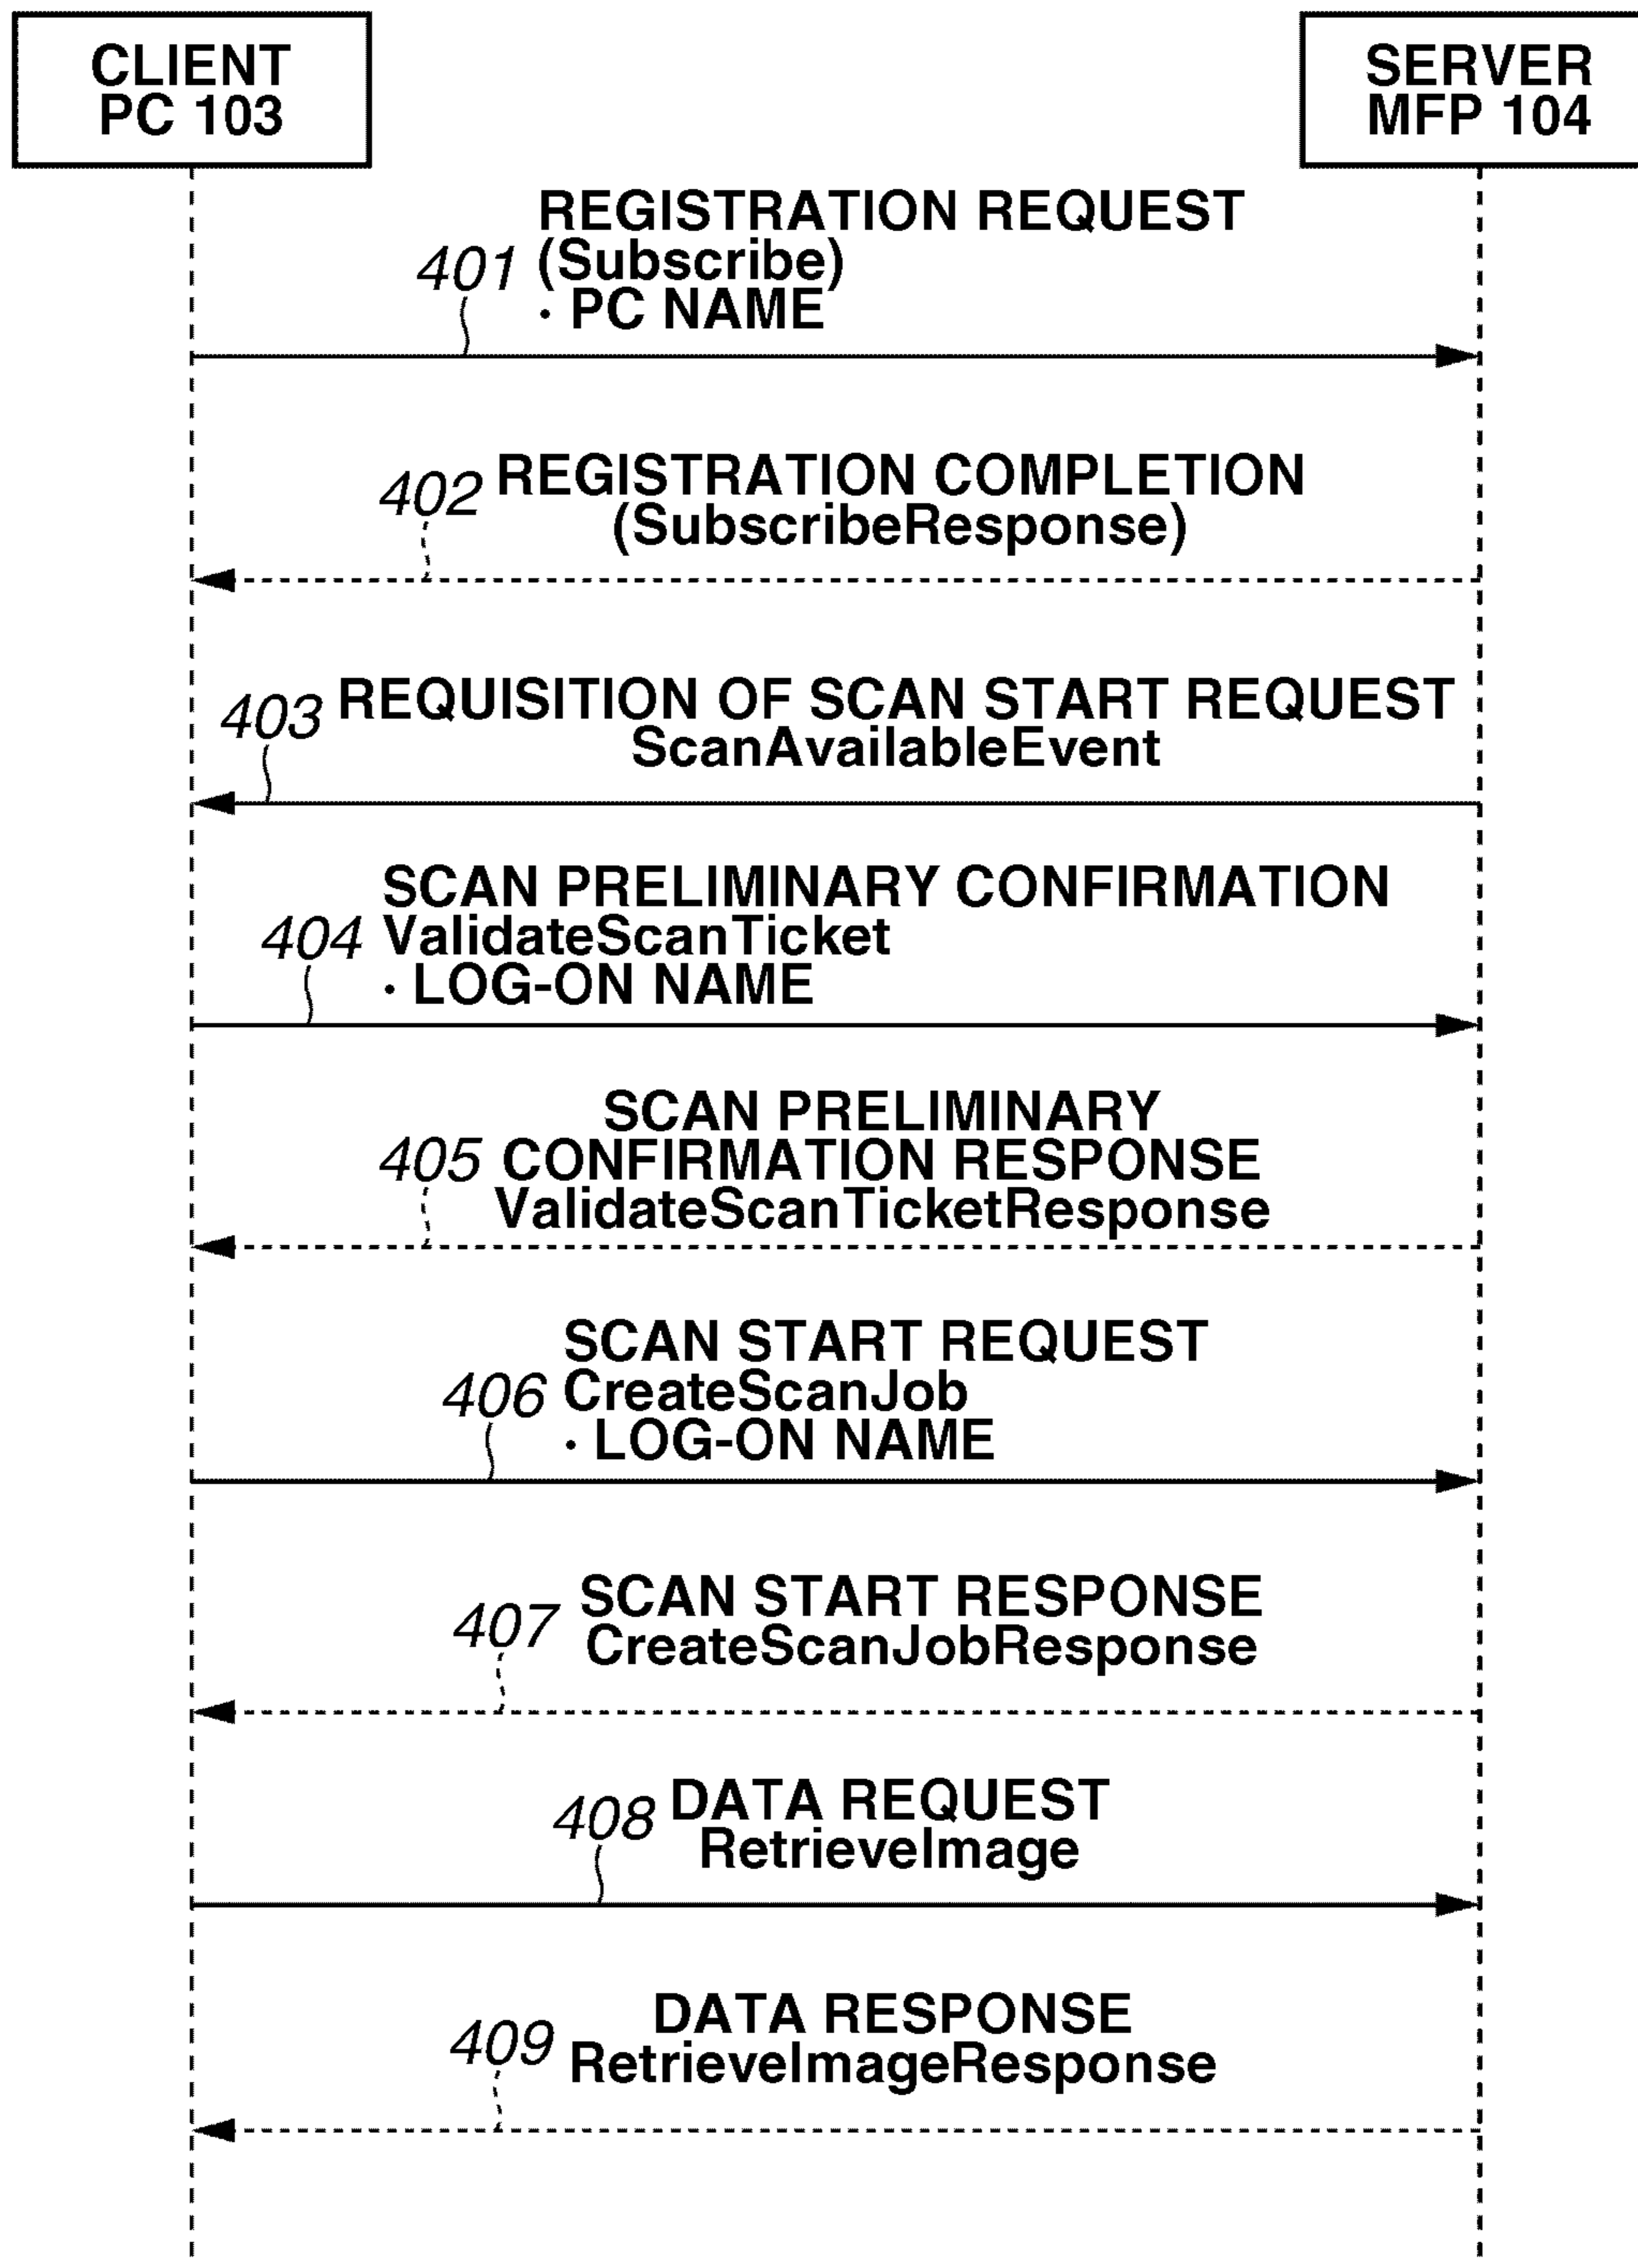 CLIENT
PC 103
SERVER
MFP 104
REGISTRATION REQUEST
401 (Subscribe)
· PC NAME
402 REGISTRATION COMPLETION
(SubscribeResponse)
403 REQUISITION OF SCAN START REQUEST
ScanAvailableEvent
SCAN PRELIMINARY CONFIRMATION
404 ValidateScanTicket
· LOG-ON NAME
SCAN PRELIMINARY
405 CONFIRMATION RESPONSE
ValidateScanTicketResponse
SCAN START REQUEST
406 CreateScanJob
· LOG-ON NAME
407 SCAN START RESPONSE
CreateScanJobResponse
408 DATA REQUEST
RetrieveImage
DATA RESPONSE
409 RetrieveImageResponse